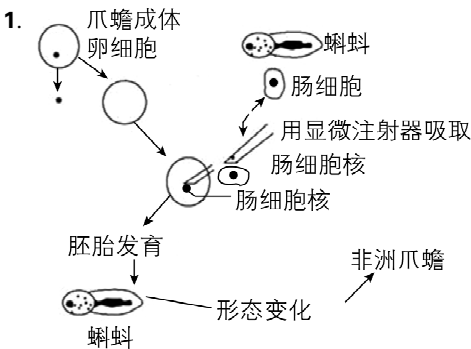 1.
爪蟾成体
卵细胞
蝌蚪
肠细胞
用显微注射器吸取
肠细胞核
肠细胞核
胚胎发育
非洲爪蟾
形态变化
蝌蚪